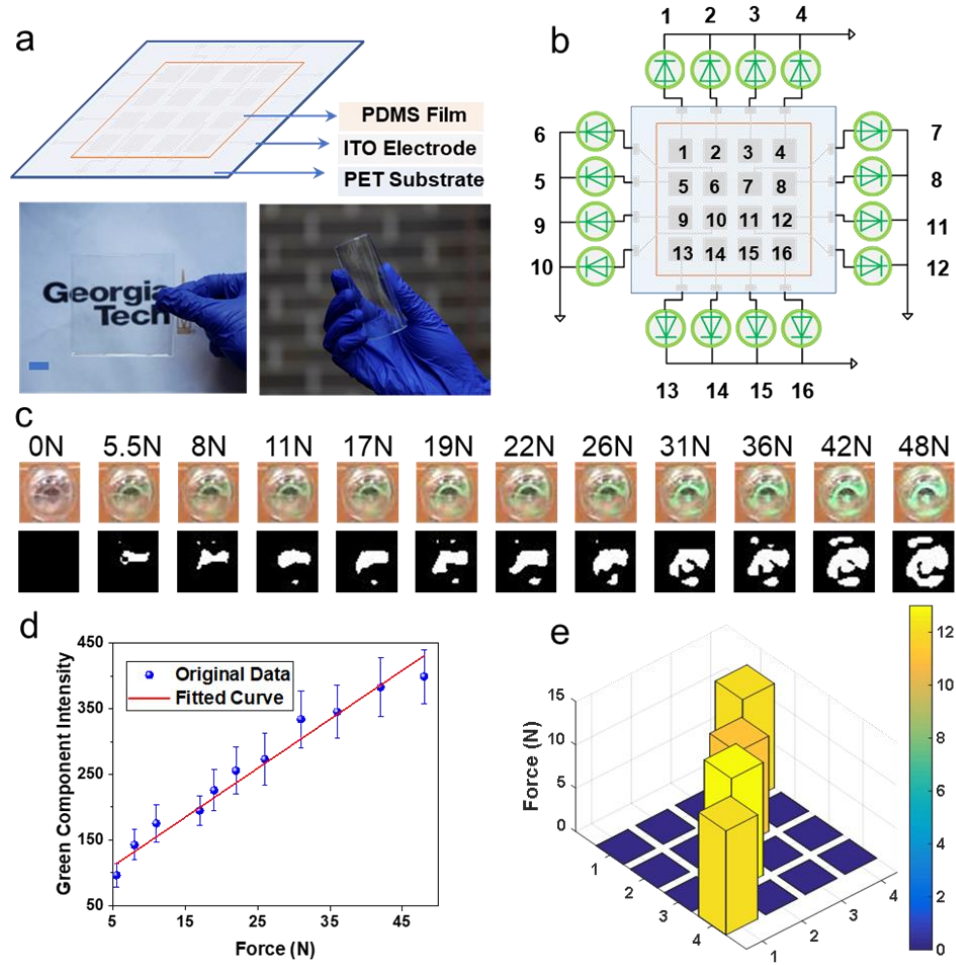 a
PDMS Film
ITO Electrode
PET Substrate
Georgia
Tech
b
1 2 3 4
6
5
9
10
7
8
11
12
1 2 3 4
5 6 7 8
9 10 11 12
13 14 15 16
13 14 15 16
c
0N 5.5N 8N 11N 17N 19N 22N 26N 31N 36N 42N 48N
d
Green Component Intensity
450
350
250
150
50
Original Data
Fitted Curve
5 15 25 35 45
Force (N)
e
Force (N)
15
10
5
0
1
2
3
4
1
2
3
4
12
10
8
6
4
2
0